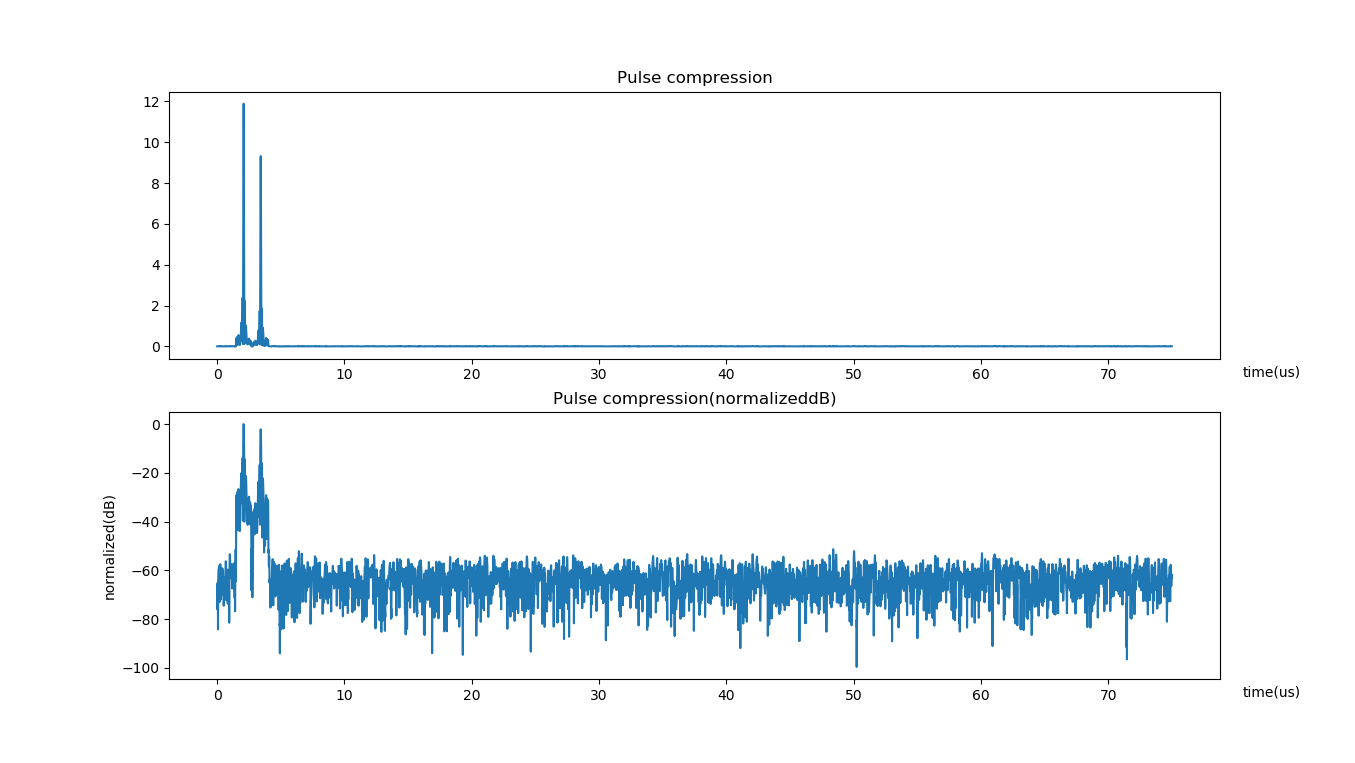 Pulse compression
12
10
8
6
4
2
0
0 10 20 30 40 50 60 70 time(us)
Pulse compression(normalizeddB)
normalized(dB)
0
−20
−40
−60
−80
−100
0 10 20 30 40 50 60 70 time(us)